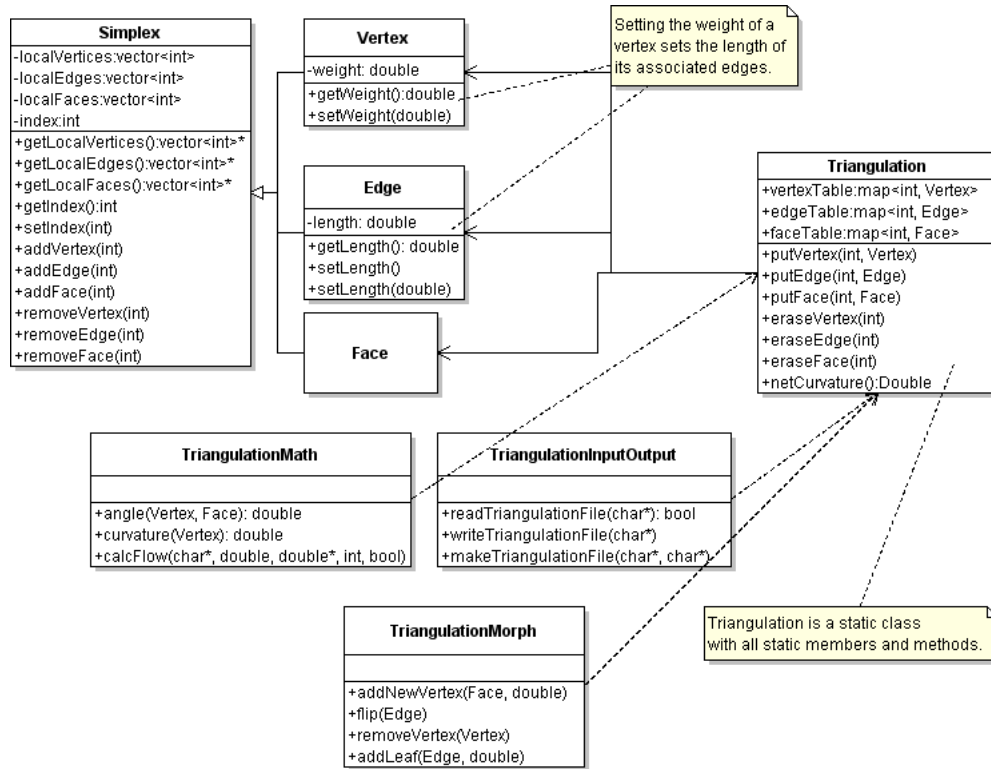 Simplex
-localVertices:vector<int>
-localEdges:vector<int>
-localFaces:vector<int>
-index:int
+getLocalVertices():vector<int>*
+getLocalEdges():vector<int>*
+getLocalFaces():vector<int>*
+getIndex():int
+setIndex(int)
+addVertex(int)
+addEdge(int)
+addFace(int)
+removeVertex(int)
+removeEdge(int)
+removeFace(int)
Vertex
-weight: double
+getWeight():double
+setWeight(double)
Edge
-length: double
+getLength(): double
+setLength()
+setLength(double)
Face
Setting the weight of a
vertex sets the length of
its associated edges.
Triangulation
+vertexTable:map<int, Vertex>
+edgeTable:map<int, Edge>
+faceTable:map<int, Face>
+putVertex(int, Vertex)
+putEdge(int, Edge)
+putFace(int, Face)
+eraseVertex(int)
+eraseEdge(int)
+eraseFace(int)
+netCurvature():Double
TriangulationMath
+angle(Vertex, Face): double
+curvature(Vertex): double
+calcFlow(char*, double, double*, int, bool)
TriangulationInputOutput
+readTriangulationFile(char*): bool
+writeTriangulationFile(char*)
+makeTriangulationFile(char*, char*)
TriangulationMorph
+addNewVertex(Face, double)
+flip(Edge)
+removeVertex(Vertex)
+addLeaf(Edge, double)
Triangulation is a static class
with all static members and methods.